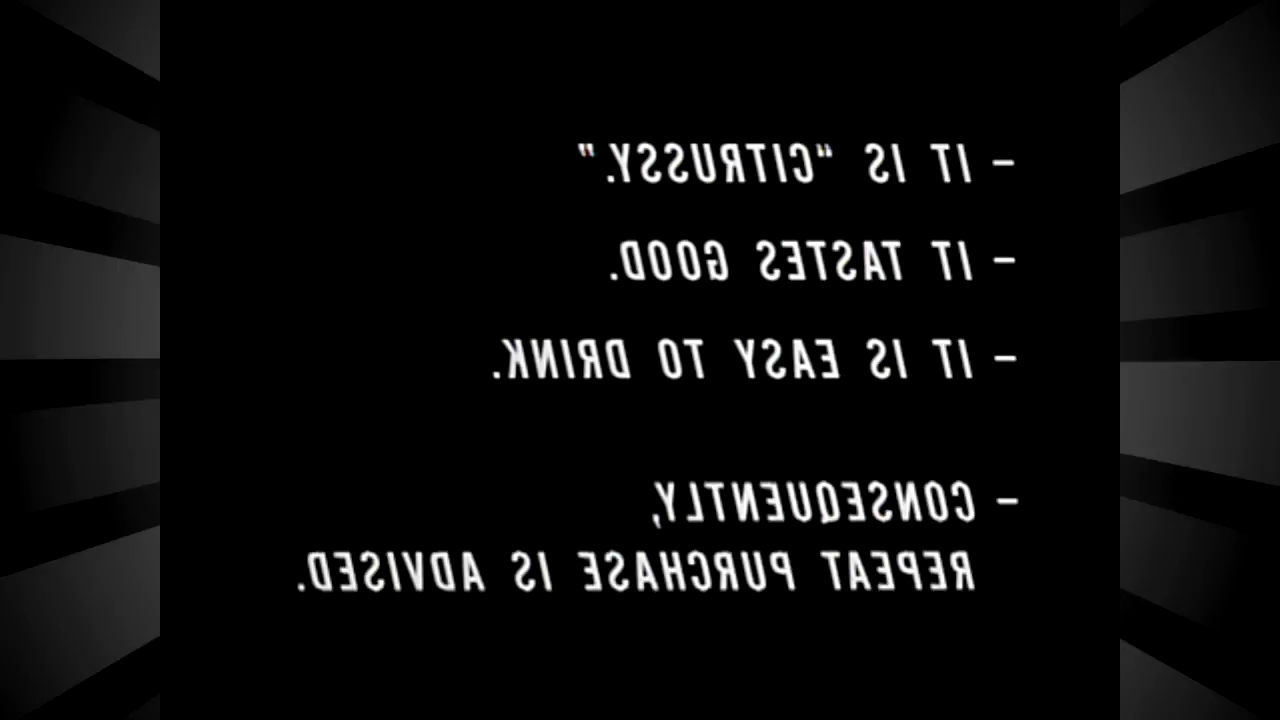 – IT IS “CITRUSSY.”
– IT TASTES GOOD.
– IT IS EASY TO DRINK.
– CONSEQUENTLY,
REPEAT PURCHASE IS ADVISED.